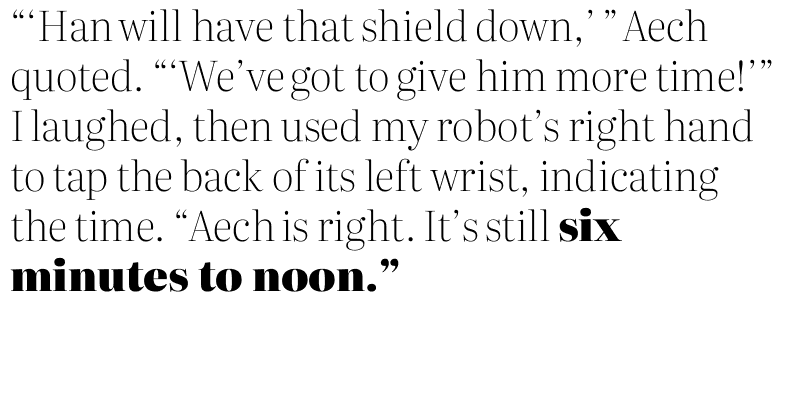 “‘Han will have that shield down,’ ” Aech
quoted. “‘We’ve got to give him more time!’”
I laughed, then used my robot’s right hand
to tap the back of its left wrist, indicating
the time. “Aech is right. It’s still six
minutes to noon.”